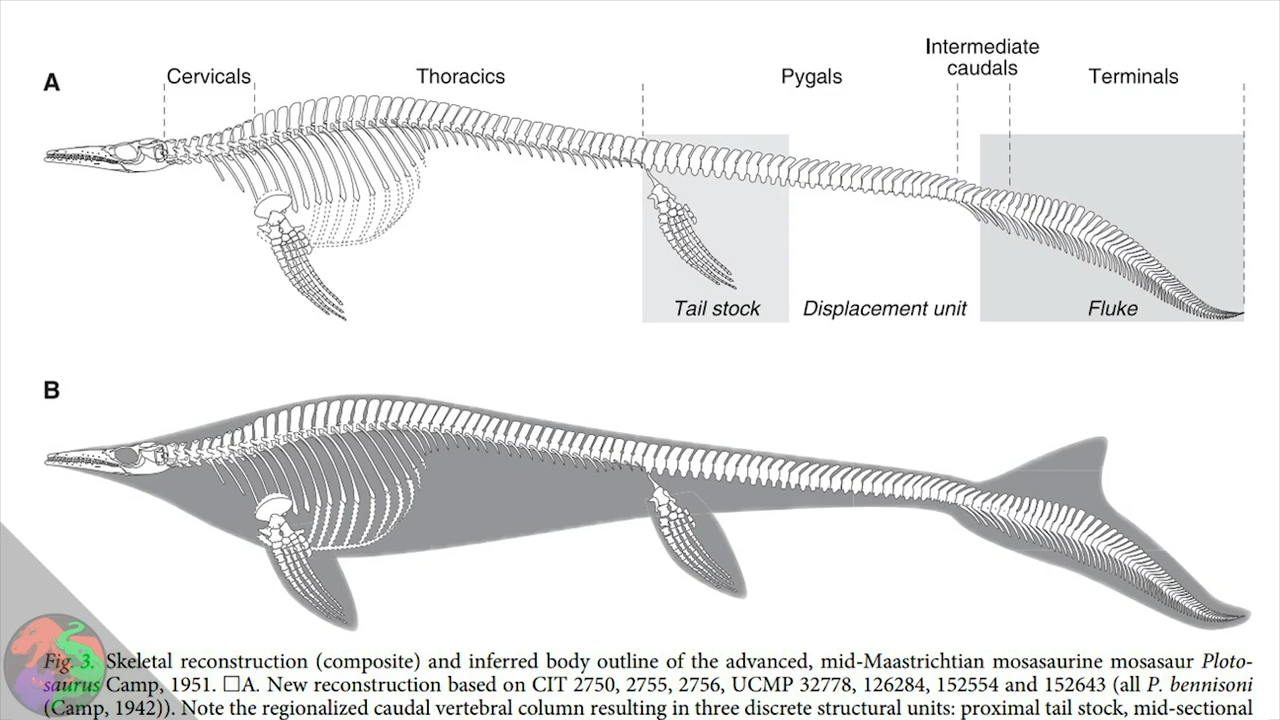 A
Cervicals
Thoracics
Pygals
Intermediate
caudals
Terminals
Tail stock
Displacement unit
Fluke
B
Fig. 3. Skeletal reconstruction (composite) and inferred body outline of the advanced, mid-Maastrichtian mosasaurine mosasaur Ploto-
saurus Camp, 1951. □A. New reconstruction based on CIT 2750, 2755, 2756, UCMP 32778, 126284, 152554 and 152643 (all P. bennisoni
(Camp, 1942)). Note the regionalized caudal vertebral column resulting in three discrete structural units: proximal tail stock, mid-sectional